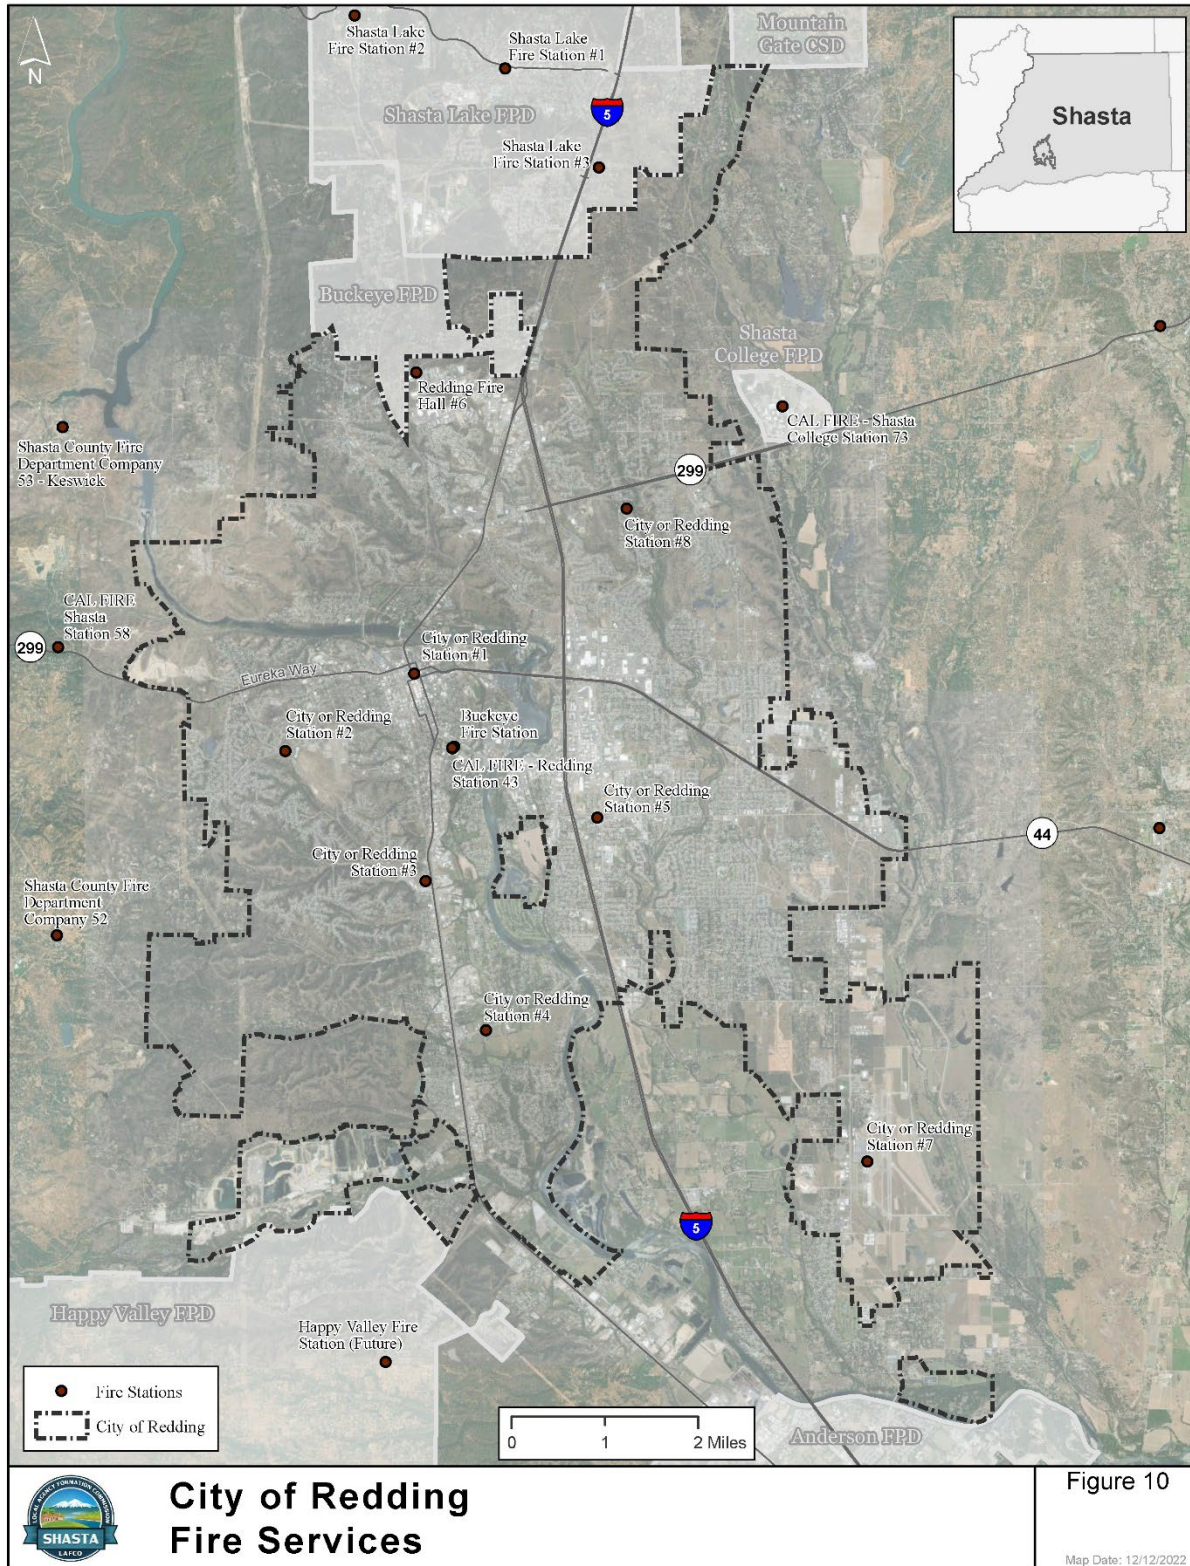 Shasta Lake
Fire Station #2
Shasta Lake
Fire Station #1
Mountain
Gate CSD
N
Shasta Lake FPD
5
Shasta
Shasta Lake
Fire Station #3
Buckeye FPD
Shasta
College FPD
Redding Fire
Hall #6
CAL FIRE - Shasta
College Station 73
Shasta County Fire
Department Company
53 - Keswick
299
City or Redding
Station #8
CAL FIRE
Shasta
Station 58
299
City or Redding
Station #1
Eureka Way
City or Redding
Station #2
Buckeye
Fire Station
CAL FIRE - Redding
Station 43
City or Redding
Station #5
44
City or Redding
Station #3
Shasta County Fire
Department
Company 52
City or Redding
Station #4
City or Redding
Station #7
5
Happy Valley FPD
Happy Valley Fire
Station (Future)
Fire Stations
City of Redding
0 1 2 Miles
Anderson FPD
LOCAL AGENCY FORMATION COMMISSION
SHASTA
LAFCO
City of Redding
Fire Services
Figure 10
Map Date: 12/12/2022